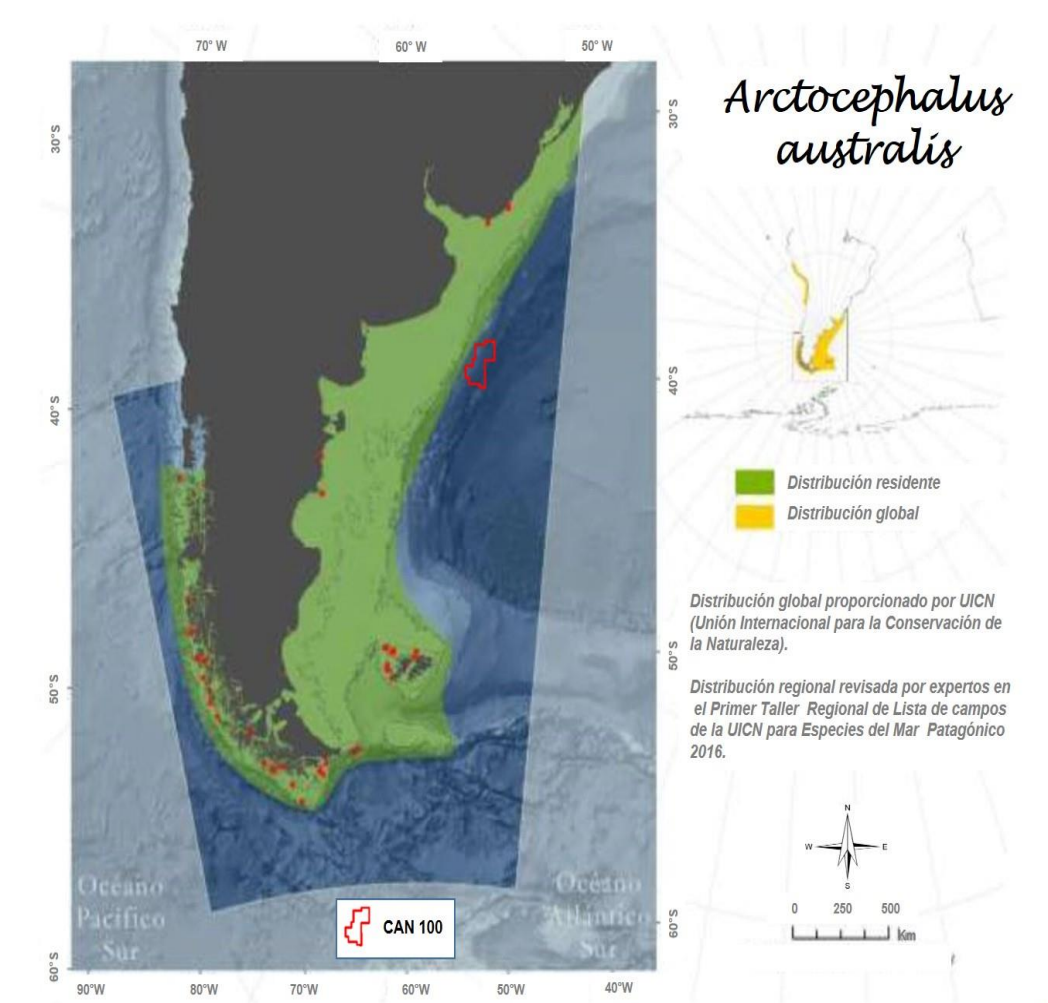 70° W
60° W
50° W
Arctocephalus
australis
30°S
30°S
40°S
40°S
50°S
50°S
60°S
60°S
Distribución residente
Distribución global
Distribución global proporcionado por UICN
(Unión Internacional para la Conservación de
la Naturaleza).
Distribución regional revisada por expertos en
el Primer Taller Regional de Lista de campos
de la UICN para Especies del Mar Patagónico
2016.
N
W
E
S
0
250
500
Km
Océano
Pacífico
Sur
Océano
Atlántico
Sur
CAN 100
90°W
80°W
70°W
60°W
50°W
40°W